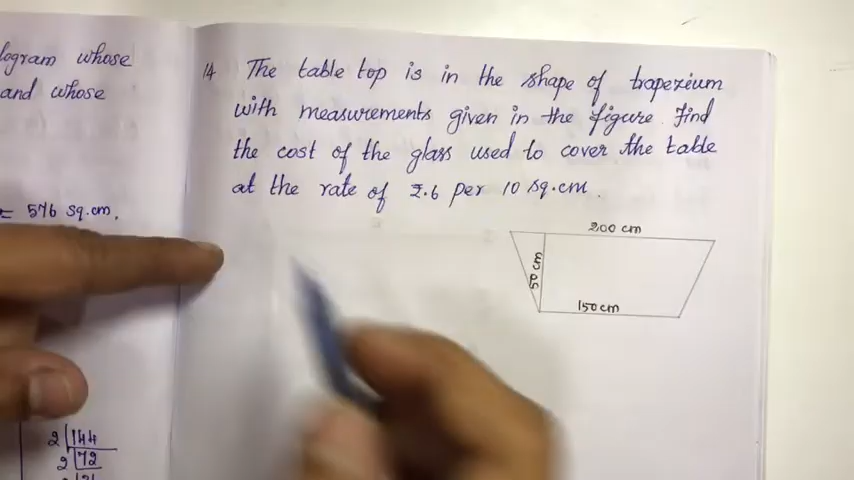 logram whose
and whose
= 576 sq.cm.
2 144
2 72
14 The table top is in the shape of trapezium
with measurements given in the figure. Find
the cost of the glass used to cover the table
at the rate of ₹.6 per 10 sq.cm.
200 cm
50 cm
150 cm